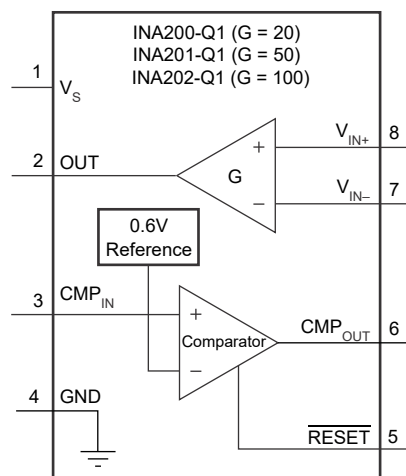 INA200-Q1 (G = 20)
INA201-Q1 (G = 50)
INA202-Q1 (G = 100)
1
V_S
8
V_IN+
2
OUT
G
+
−
7
V_IN−
0.6V
Reference
3
CMP_IN
+
−
Comparator
CMP_OUT
6
4
GND
RESET
5